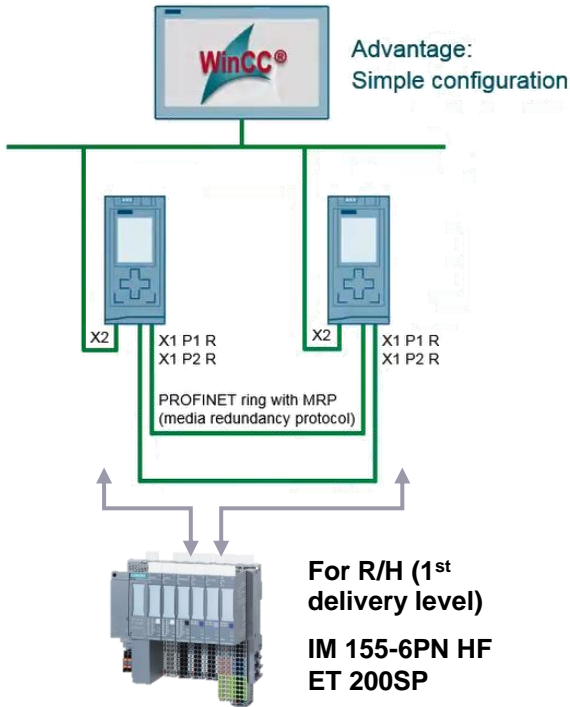 WinCC®
Advantage:
Simple configuration
X2
X1 P1 R
X1 P2 R
X2
X1 P1 R
X1 P2 R
PROFINET ring with MRP
(media redundancy protocol)
SIEMENS
For R/H (1st
delivery level)
IM 155-6PN HF
ET 200SP